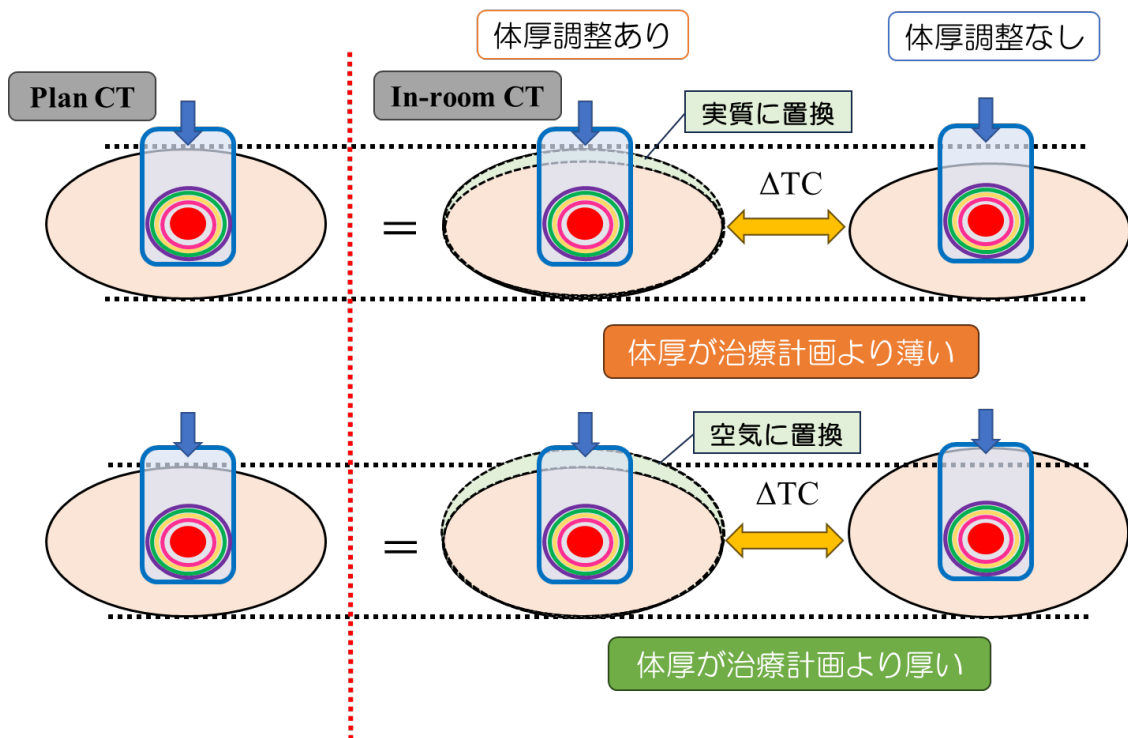 体厚調整あり
体厚調整なし
Plan CT
In-room CT
実質に置換
ΔTC
=
体厚が治療計画より薄い
空気に置換
ΔTC
=
体厚が治療計画より厚い